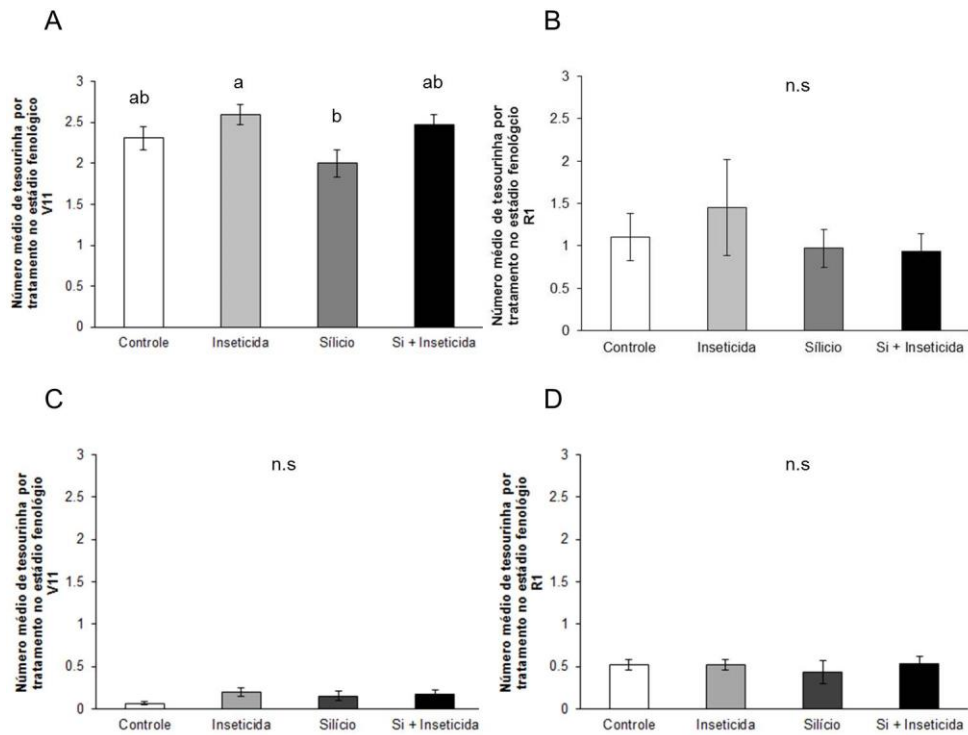 A
Número médio de tesourinha por
tratamento no estádio fenológico
V11
3
2.5
2
1.5
1
0.5
0
ab
a
b
ab
Controle
Inseticida
Sílicio
Si + Inseticida
B
Número médio de tesourinha por
tratamento no estádio fenológcio
R1
3
2.5
2
1.5
1
0.5
0
n.s
Controle
Inseticida
Sílicio
Si + Inseticida
C
Número médio de tesourinha por
tratamento no estádio fenológio
V11
3
2.5
2
1.5
1
0.5
0
n.s
Controle
Inseticida
Silício
Si + Inseticida
D
Número médio de tesourinha por
tratamento no estádio fenológio
R1
3
2.5
2
1.5
1
0.5
0
n.s
Controle
Inseticida
Silício
Si + Inseticida